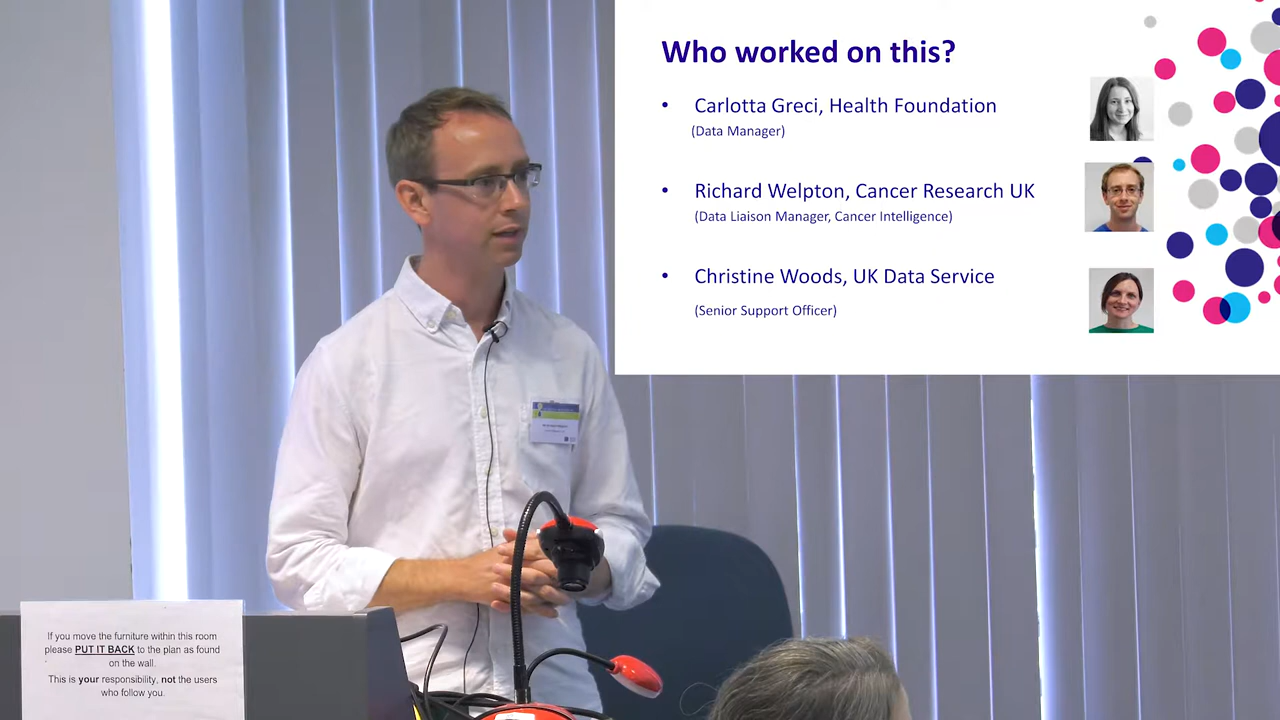 Who worked on this?
• Carlotta Greci, Health Foundation
(Data Manager)
• Richard Welpton, Cancer Research UK
(Data Liaison Manager, Cancer Intelligence)
• Christine Woods, UK Data Service
(Senior Support Officer)
If you move the furniture within this room
please PUT IT BACK to the plan as found
on the wall.
This is your responsibility, not the users
who follow you.